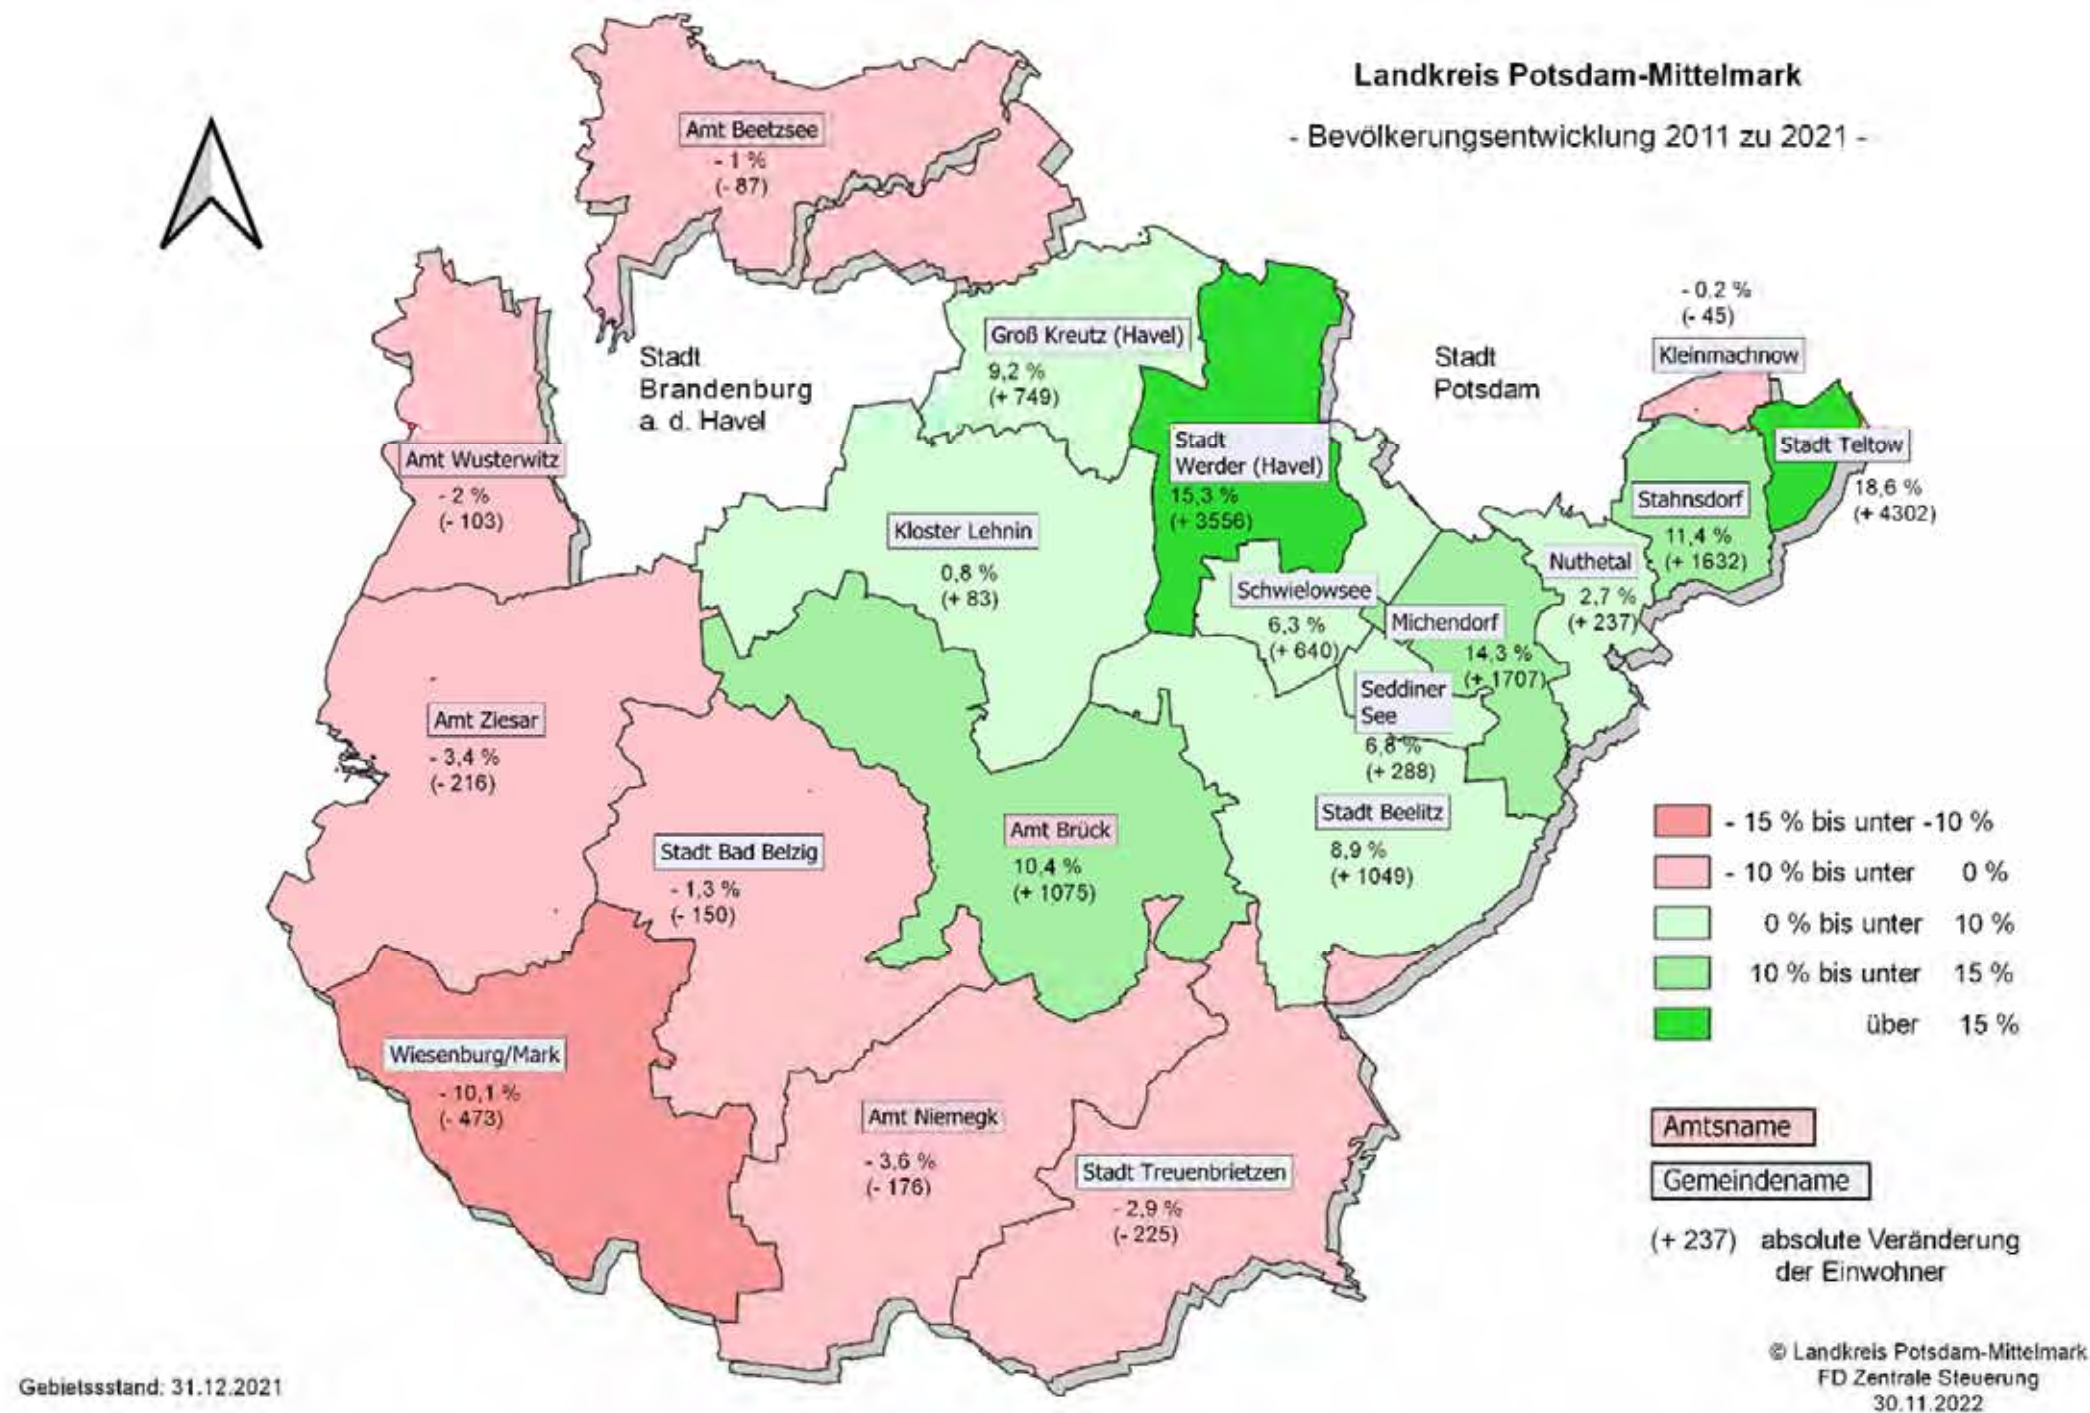 Landkreis Potsdam-Mittelmark
- Bevölkerungsentwicklung 2011 zu 2021 -
Amt Beetzsee
- 1 %
(- 87)
- 0,2 %
(- 45)
Kleinmachnow
Groß Kreutz (Havel)
9,2 %
(+ 749)
Stadt
Brandenburg
a. d. Havel
Stadt
Potsdam
Amt Wusterwitz
- 2 %
(- 103)
Stadt
Werder (Havel)
15,3 %
(+ 3556)
Stadt Teltow
18,6 %
(+ 4302)
Stahnsdorf
11,4 %
(+ 1632)
Kloster Lehnin
0,8 %
(+ 83)
Nuthetal
2,7 %
(+ 237)
Schwielowsee
6,3 %
(+ 640)
Michendorf
14,3 %
(+ 1707)
Seddiner
See
6,8 %
(+ 288)
Amt Ziesar
- 3,4 %
(- 216)
Stadt Bad Belzig
- 1,3 %
(- 150)
Amt Brück
10,4 %
(+ 1075)
Stadt Beelitz
8,9 %
(+ 1049)
Wiesenburg/Mark
- 10,1 %
(- 473)
Amt Niemegk
- 3,6 %
(- 176)
Stadt Treuenbrietzen
- 2,9 %
(- 225)
- 15 % bis unter -10 %
- 10 % bis unter 0 %
0 % bis unter 10 %
10 % bis unter 15 %
über 15 %
Amtsname
Gemeindename
(+ 237) absolute Veränderung
der Einwohner
Gebietssstand: 31.12.2021
© Landkreis Potsdam-Mittelmark
FD Zentrale Steuerung
30.11.2022